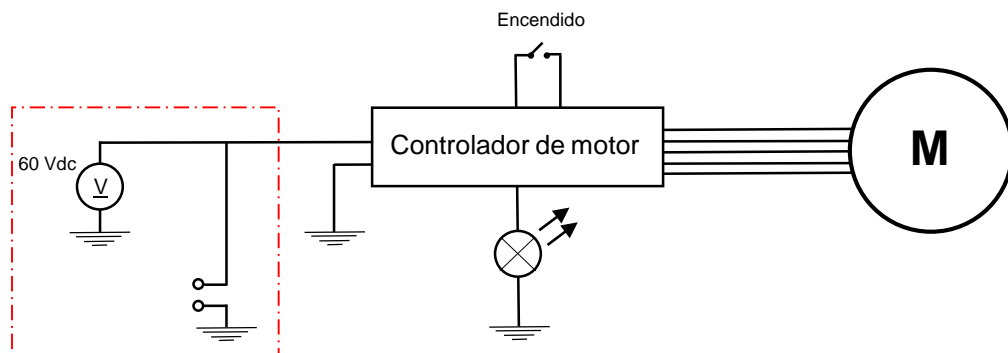 Encendido
Controlador de motor
M
60 Vdc
V